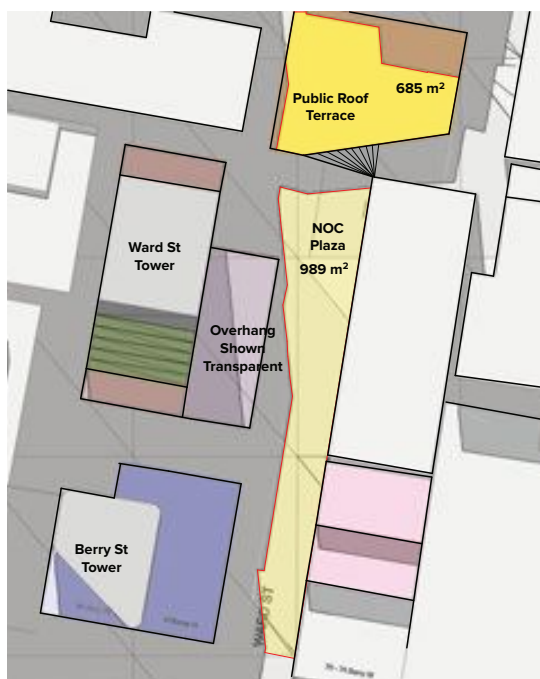 Public Roof
Terrace
685 m²
NOC
Plaza
989 m²
Ward St
Tower
Overhang
Shown
Transparent
Berry St
Tower
WARD ST